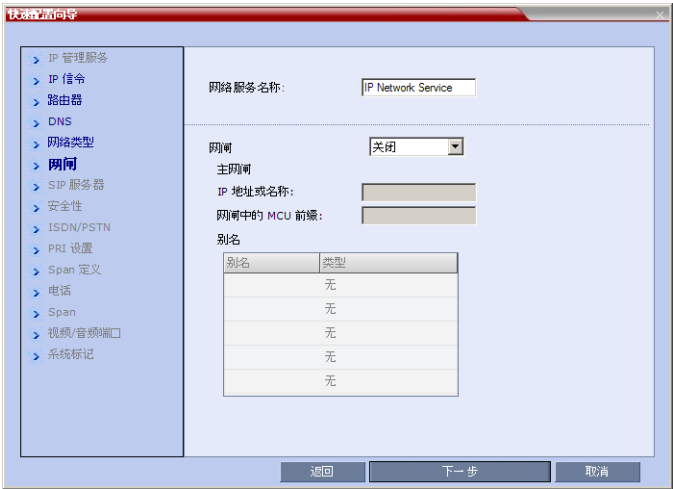 快速配置向导
IP 管理服务
IP 信令
路由器
DNS
网络类型
网闸
SIP 服务器
安全性
ISDN/PSTN
PRI 设置
Span 定义
电话
Span
视频/音频端口
系统标记
网络服务名称:
IP Network Service
网闸
关闭
主网闸
IP 地址或名称:
网闸中的 MCU 前缀:
别名
别名 类型
无
无
无
无
无
返回 下一步 取消